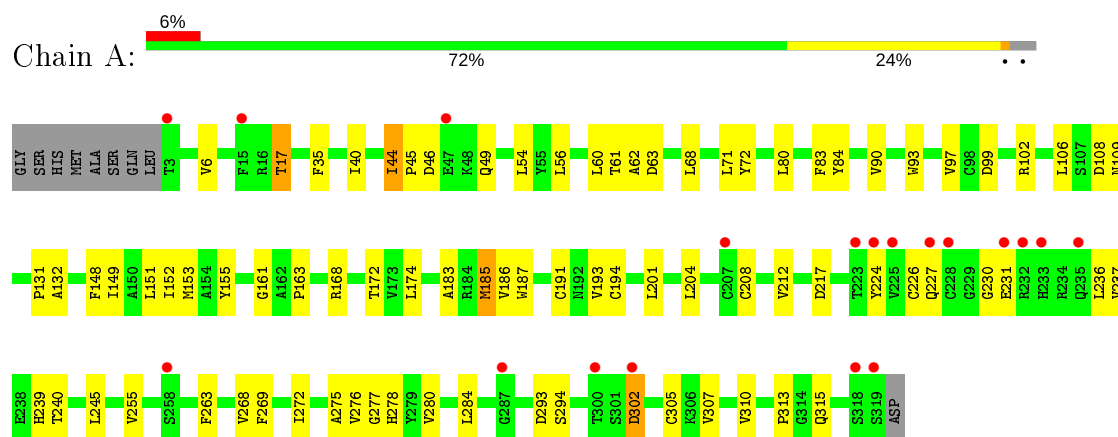 6%
Chain A:
72% 24% • •
GLY SER HIS MET ALA SER GLN LEU T3 V6 F15 R16 T17 F35 I40 I44 P45 D46 E47 K48 Q49 L54 Y55 L56 L60 T61 A62 D63 L68 L71 Y72 L80 F83 Y84 V90 W93 V97 C98 D99 R102 L106 S107 D108 N109
P131 A132 F148 I149 A150 L151 I152 M153 A154 Y155 G161 A162 P163 R168 T172 V173 L174 A183 R184 M185 V186 W187 C191 N192 V193 C194 L201 L204 C207 C208 V212 D217 T223 Y224 V225 C226 Q227 C228 G229 G230 E231 R232 H233 R234 Q235 L236 V237
E238 H239 T240 L245 V255 S258 F263 V268 F269 I272 A275 V276 G277 H278 Y279 V280 L284 G287 D293 S294 T300 S301 D302 C305 K306 V307 V310 P313 G314 Q315 S318 S319 ASP